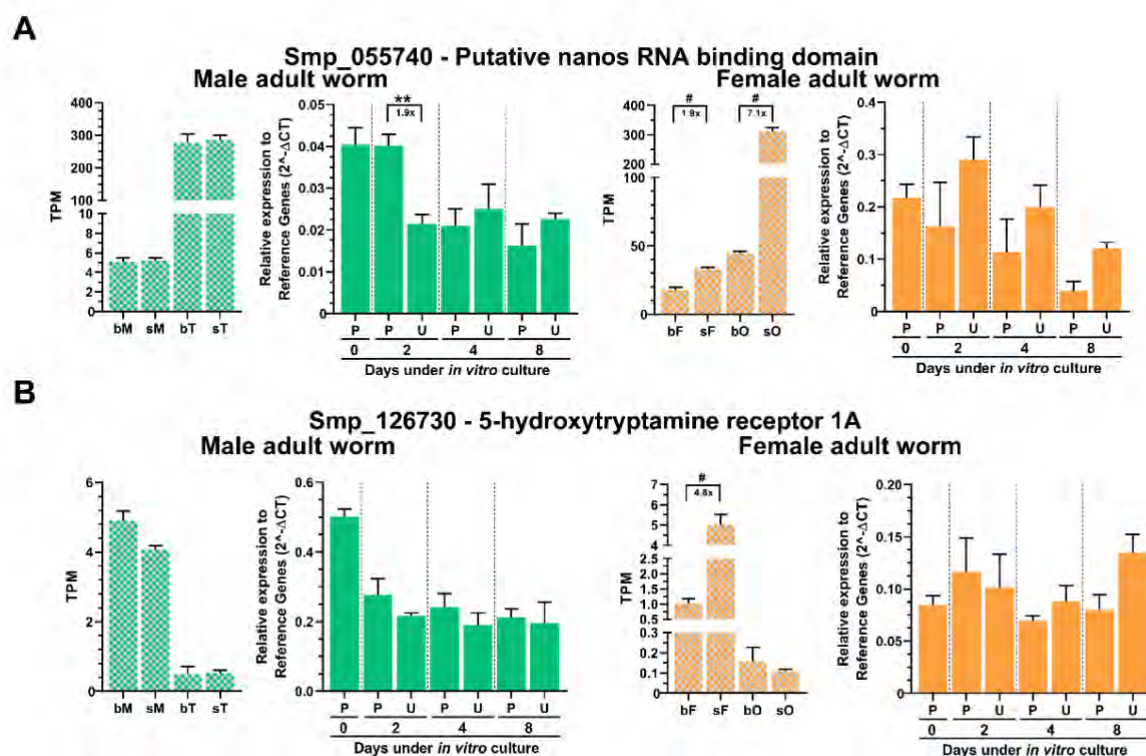 A
Smp_055740 - Putative nanos RNA binding domain
Male adult worm
Female adult worm
TPM
400
300
200
100
10
8
6
4
2
0
bM sM bT sT
Relative expression to
Reference Genes (2^-ΔCT)
0.05
0.04
0.03
0.02
0.01
0.00
**
1.9x
P P U P U P U
0 2 4 8
Days under in vitro culture
TPM
400
300
200
100
50
0
#
1.9x
#
7.1x
bF sF bO sO
Relative expression to
Reference Genes (2^-ΔCT)
0.4
0.3
0.2
0.1
0.0
P P U P U P U
0 2 4 8
Days under in vitro culture
B
Smp_126730 - 5-hydroxytryptamine receptor 1A
Male adult worm
Female adult worm
TPM
6
4
2
0
bM sM bT sT
Relative expression to
Reference Genes (2^-ΔCT)
0.6
0.4
0.2
0.0
P P U P U P U
0 2 4 8
Days under in vitro culture
TPM
7
6
5
4
2.5
2.0
1.5
1.0
0.5
0.3
0.2
0.1
0.0
#
4.8x
bF sF bO sO
Relative expression to
Reference Genes (2^-ΔCT)
0.20
0.15
0.10
0.05
0.00
P P U P U P U
0 2 4 8
Days under in vitro culture